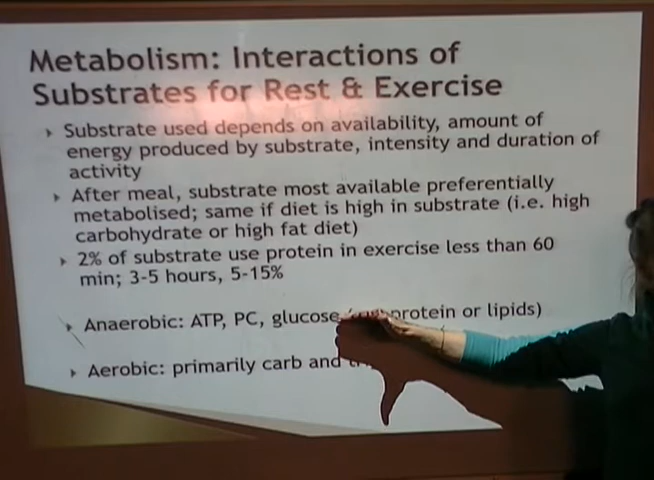 Metabolism: Interactions of
Substrates for Rest & Exercise
Substrate used depends on availability, amount of
energy produced by substrate, intensity and duration of
activity
After meal, substrate most available preferentially
metabolised; same if diet is high in substrate (i.e. high
carbohydrate or high fat diet)
2% of substrate use protein in exercise less than 60
min; 3-5 hours, 5-15%
Anaerobic: ATP, PC, glucose protein or lipids)
Aerobic: primarily carb and